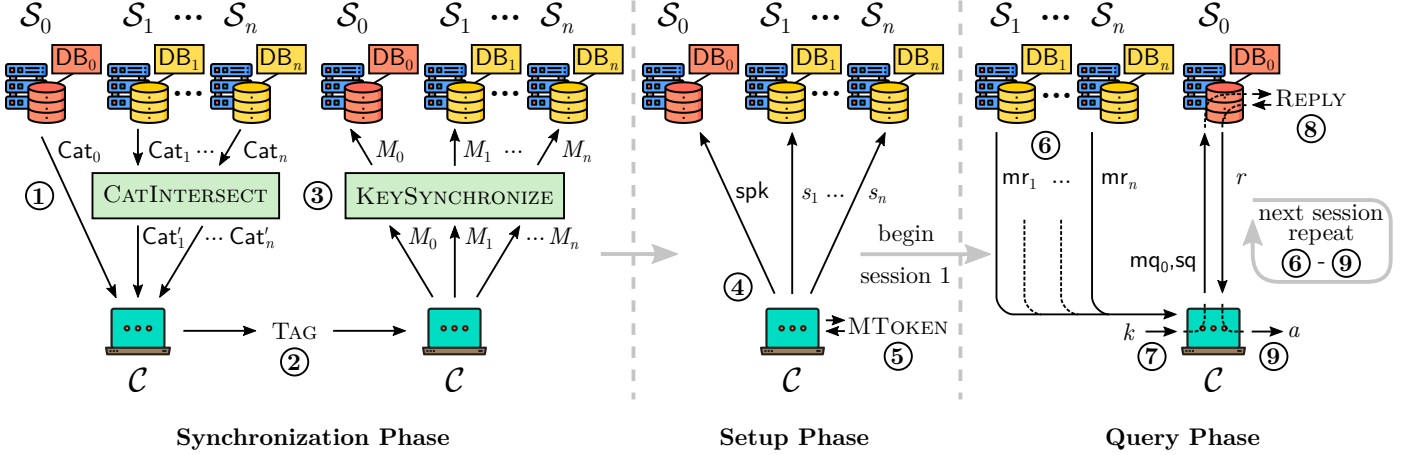 S₀ S₁ ··· Sₙ S₀ S₁ ··· Sₙ
DB₀ DB₁ DBₙ DB₀ DB₁ DBₙ
··· ···
Cat₀ Cat₁ ··· Catₙ
① CATINTERSECT
Cat′₁ ··· Cat′ₙ
M₀ M₁ ... Mₙ
③ KEYSYNCHRONIZE
M₀ M₁ ... Mₙ
TAG
②
C C
Synchronization Phase
S₀ S₁ ··· Sₙ
DB₀ DB₁ DBₙ
···
spk s₁ ... sₙ
④
MTOKEN
⑤
C
Setup Phase
begin
session 1
S₁ ··· Sₙ S₀
DB₁ DBₙ DB₀
···
REPLY
⑥ ⑧
mr₁ ... mrₙ r
mq₀,sq
next session
repeat
⑥ - ⑨
k a
⑦ ⑨
C
Query Phase